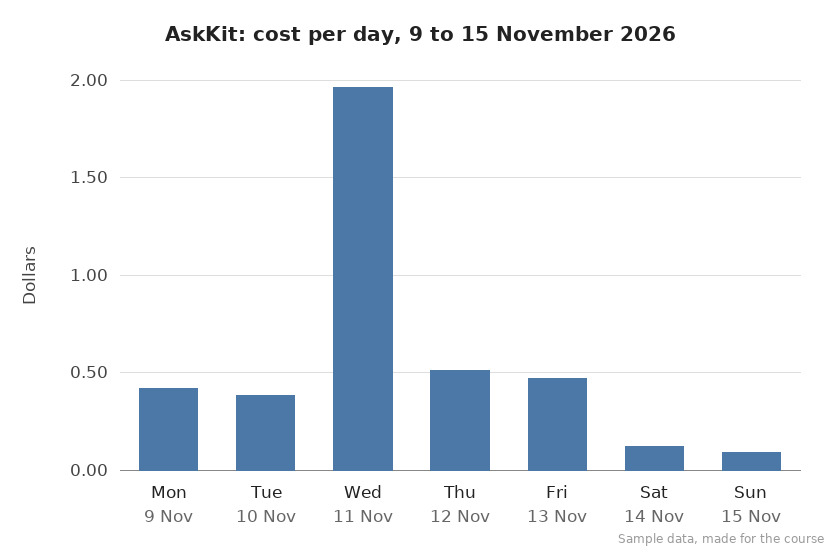 AskKit: cost per day, 9 to 15 November 2026
Dollars
2.00
1.50
1.00
0.50
0.00
Mon Tue Wed Thu Fri Sat Sun
9 Nov 10 Nov 11 Nov 12 Nov 13 Nov 14 Nov 15 Nov
Sample data, made for the course